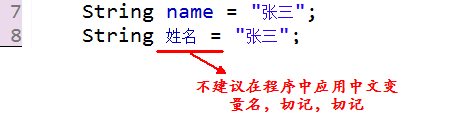 7 String name = "张三";
8 String 姓名 = "张三";
不建议在程序中应用中文变
量名，切记，切记